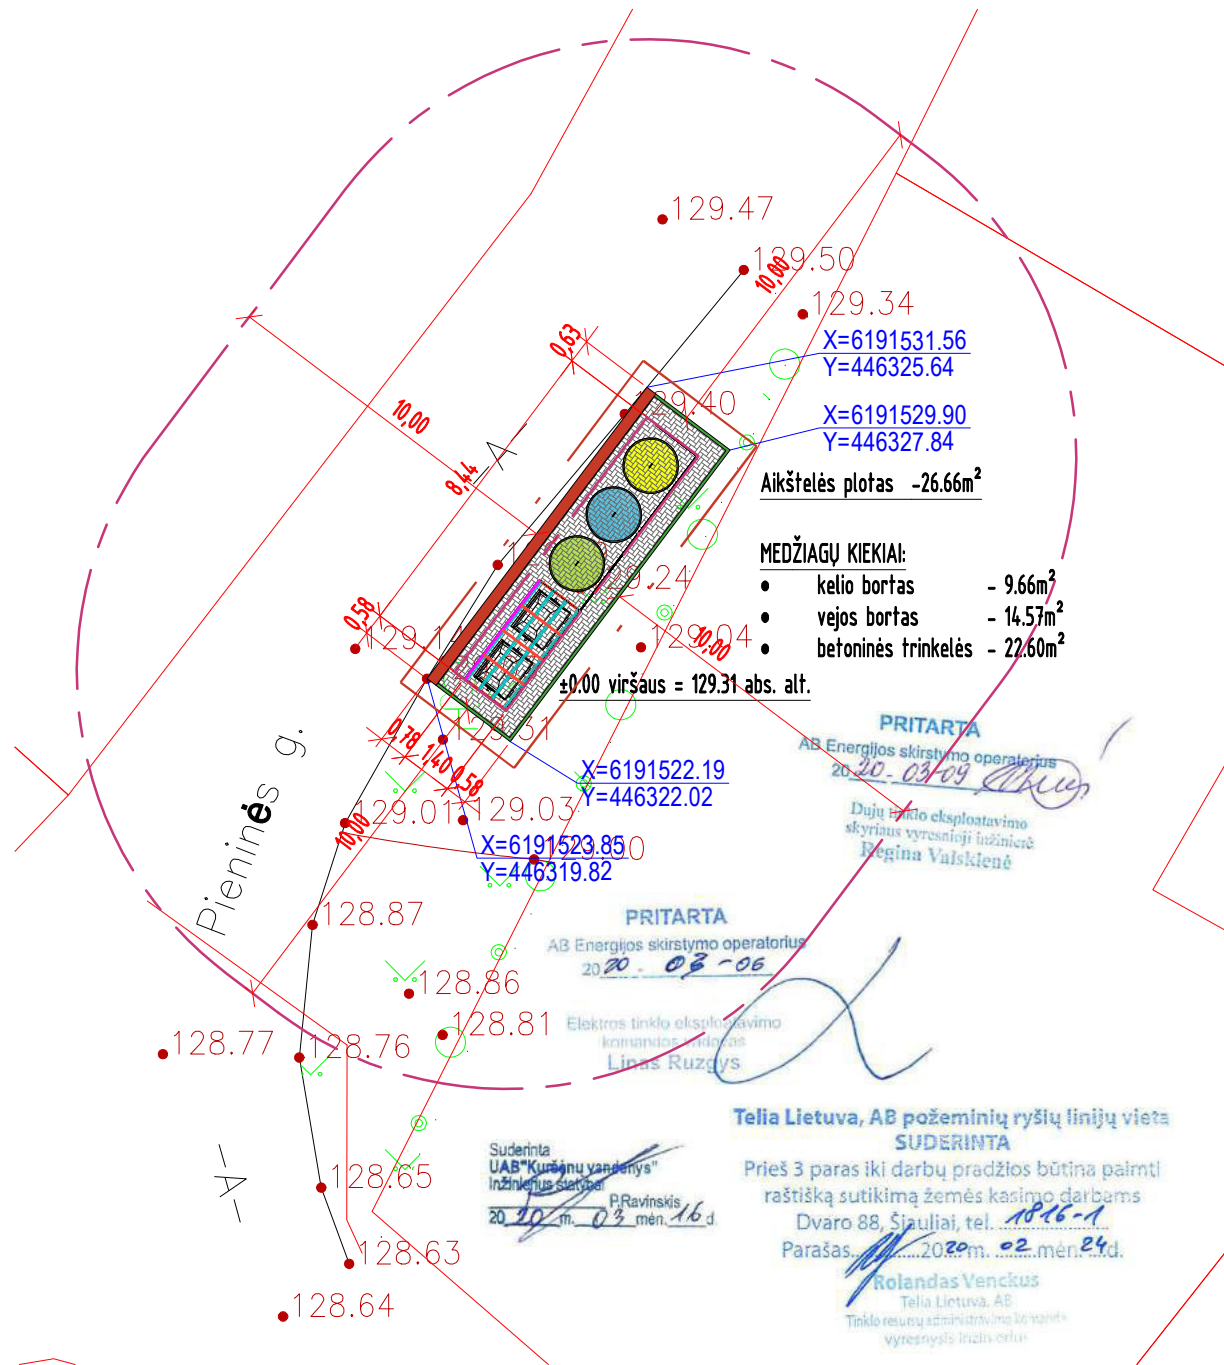 129.47
129.50
10,00
129.34
X=6191531.56
Y=446325.64
0,63
129.40
10,00
X=6191529.90
Y=446327.84
-A-
8,44
Aikštelės plotas -26.66m²
MEDŽIAGŲ KIEKIAI:
• kelio bortas - 9.66m²
• vejos bortas - 14.57m²
• betoninės trinkelės - 22.60m²
0,58
129.04
10,00
±0.00 viršaus = 129.31 abs. alt.
129.31
0,78
1,40
0,58
X=6191522.19
Y=446322.02
129.01
129.03
10,00
X=6191523.85
Y=446319.82
Pieninės g.
PRITARTA
AB Energijos skirstymo operatorius
2020-03-09
Dujų tinklo eksploatavimo
skyriaus vyresnioji inžinierė
Regina Valskienė
128.87
PRITARTA
AB Energijos skirstymo operatorius
2020.03-06
Elektros tinklo eksploatavimo
komandos vadovas
Linas Ruzgys
128.86
128.81
128.77
128.76
-A-
128.65
128.63
128.64
Suderinta
UAB "Kuršėnų vandenys"
P.Ravinskis
2020 m. 03 mėn. 16 d.
Telia Lietuva, AB požeminių ryšių linijų vieta
SUDERINTA
Prieš 3 paras iki darbų pradžios būtina paimti
raštišką sutikimą žemės kasimo darbams
Dvaro 88, Šiauliai, tel. 1816-1
Parašas 2020 m. 02 mėn. 24 d.
Rolandas Venckus
Telia Lietuva, AB